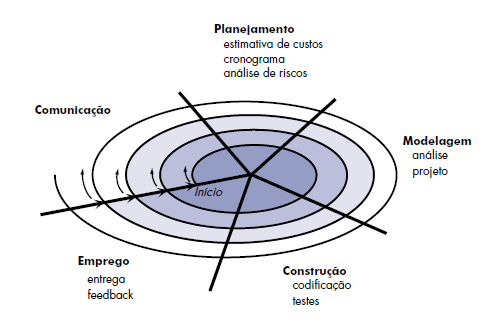 Planejamento
estimativa de custos
cronograma
análise de riscos
Comunicação
Modelagem
análise
projeto
Início
Emprego
entrega
feedback
Construção
codificação
testes